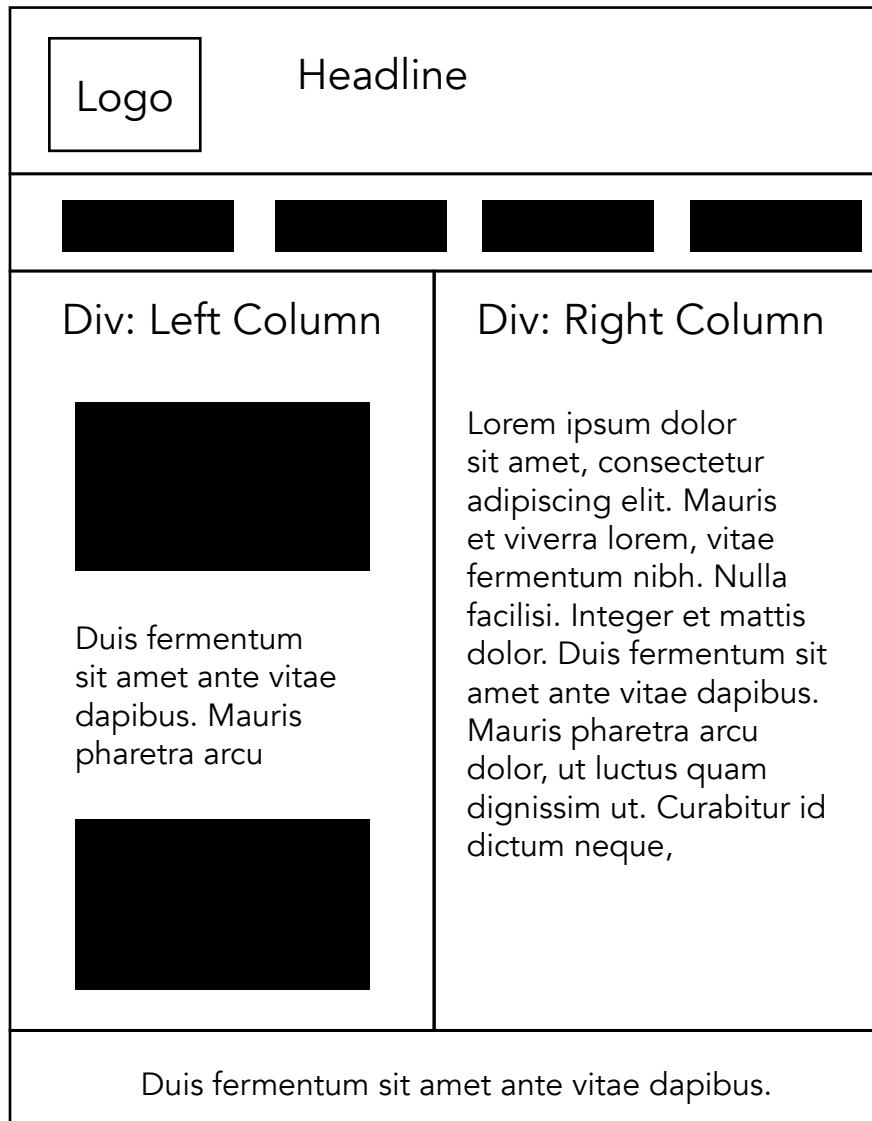 Logo
Headline
Div: Left Column
Duis fermentum
sit amet ante vitae
dapibus. Mauris
pharetra arcu
Div: Right Column
Lorem ipsum dolor
sit amet, consectetur
adipiscing elit. Mauris
et viverra lorem, vitae
fermentum nibh. Nulla
facilisi. Integer et mattis
dolor. Duis fermentum sit
amet ante vitae dapibus.
Mauris pharetra arcu
dolor, ut luctus quam
dignissim ut. Curabitur id
dictum neque,
Duis fermentum sit amet ante vitae dapibus.